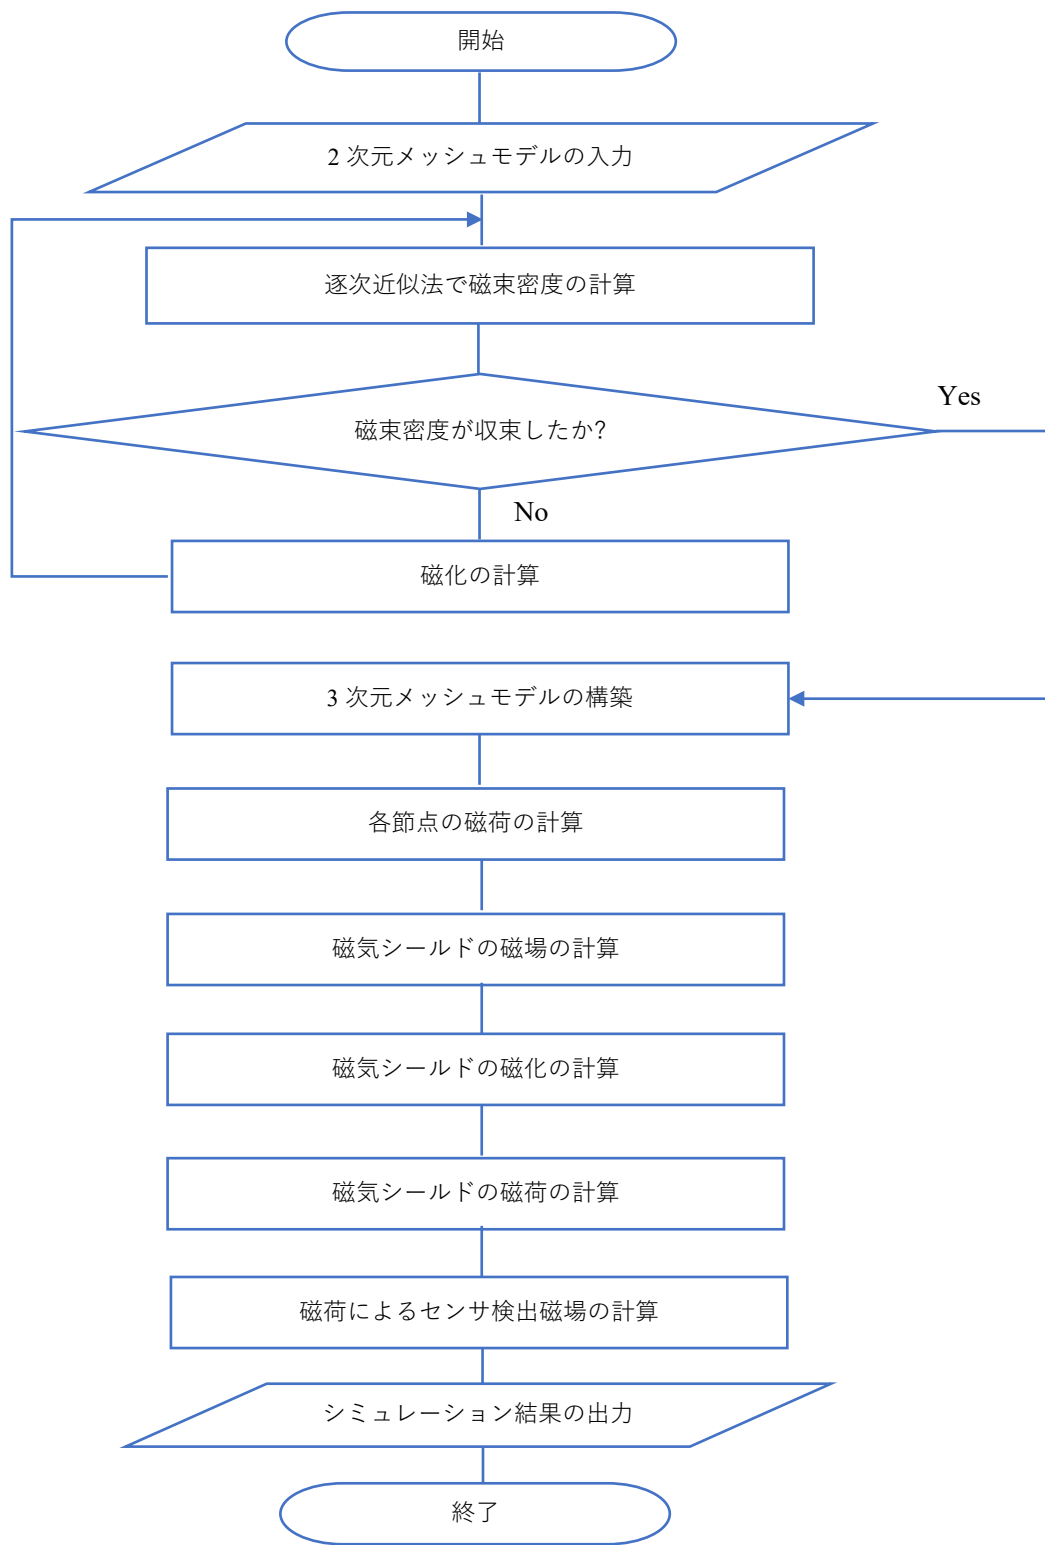 開始
2 次元メッシュモデルの入力
逐次近似法で磁束密度の計算
磁束密度が収束したか?
Yes
No
磁化の計算
3 次元メッシュモデルの構築
各節点の磁荷の計算
磁気シールドの磁場の計算
磁気シールドの磁化の計算
磁気シールドの磁荷の計算
磁荷によるセンサ検出磁場の計算
シミュレーション結果の出力
終了